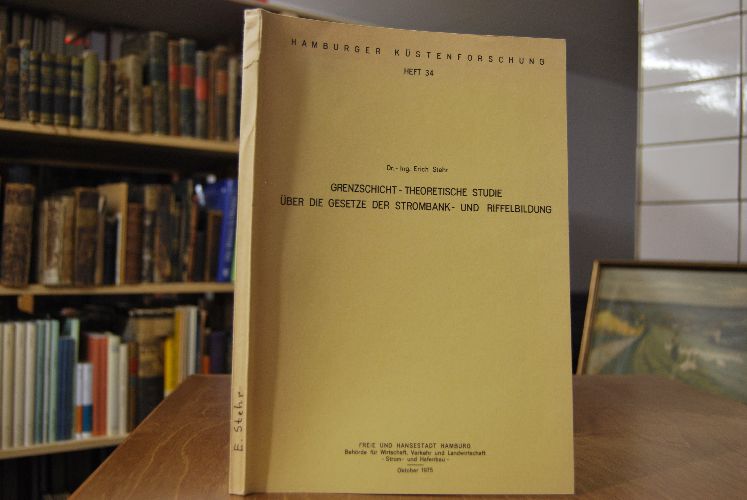 HAMBURGER KÜSTENFORSCHUNG
HEFT 34
Dr.-Ing. Erich Stehr
GRENZSCHICHT-THEORETISCHE STUDIE
ÜBER DIE GESETZE DER STROMBANK- UND RIFFELBILDUNG
FREIE UND HANSESTADT HAMBURG
Behörde für Wirtschaft, Verkehr und Landwirtschaft
-Strom- und Hafenbau-
Oktober 1975
E. Stehr